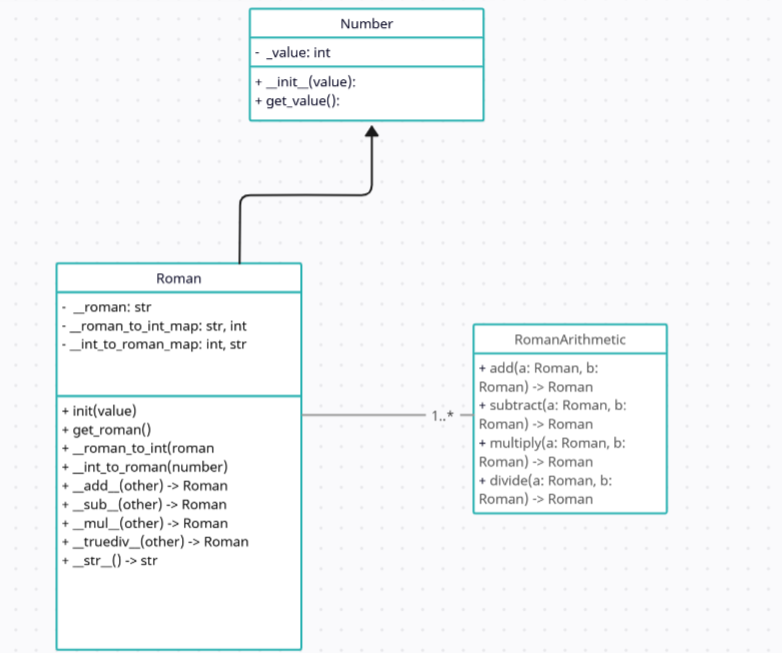 Number
- _value: int
+ __init__(value):
+ get_value():
Roman
- __roman: str
- __roman_to_int_map: str, int
- __int_to_roman_map: int, str
+ init(value)
+ get_roman()
+ __roman_to_int(roman
+ __int_to_roman(number)
+ __add__(other) -> Roman
+ __sub__(other) -> Roman
+ __mul__(other) -> Roman
+ __truediv__(other) -> Roman
+ __str__() -> str
1..*
RomanArithmetic
+ add(a: Roman, b:
Roman) -> Roman
+ subtract(a: Roman, b:
Roman) -> Roman
+ multiply(a: Roman, b:
Roman) -> Roman
+ divide(a: Roman, b:
Roman) -> Roman